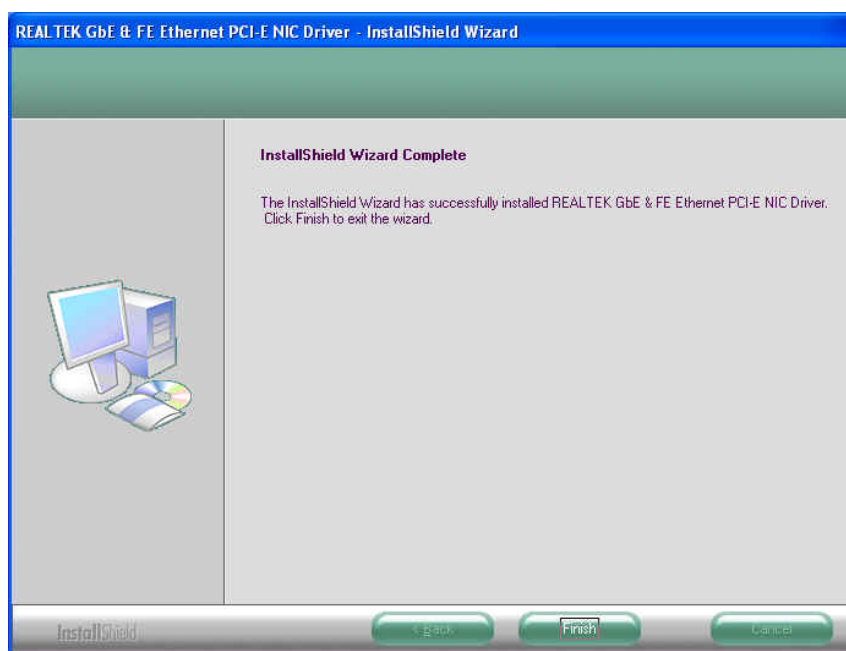 REALTEK GbE & FE Ethernet PCI-E NIC Driver - InstallShield Wizard
InstallShield Wizard Complete
The InstallShield Wizard has successfully installed REALTEK GbE & FE Ethernet PCI-E NIC Driver.
Click Finish to exit the wizard.
InstallShield
< Back
Finish
Cancel